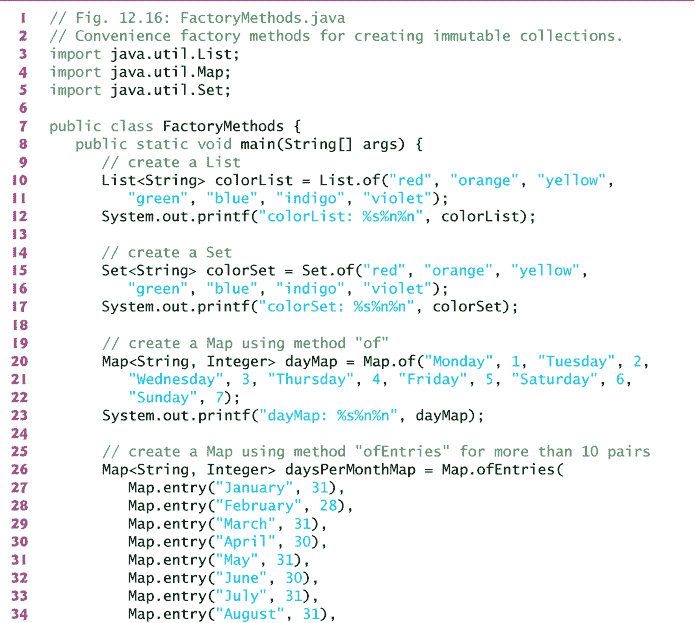 1 // Fig. 12.16: FactoryMethods.java
2 // Convenience factory methods for creating immutable collections.
3 import java.util.List;
4 import java.util.Map;
5 import java.util.Set;
6
7 public class FactoryMethods {
8    public static void main(String[] args) {
9       // create a List
10       List<String> colorList = List.of("red", "orange", "yellow",
11          "green", "blue", "indigo", "violet");
12       System.out.printf("colorList: %s%n%n", colorList);
13
14       // create a Set
15       Set<String> colorSet = Set.of("red", "orange", "yellow",
16          "green", "blue", "indigo", "violet");
17       System.out.printf("colorSet: %s%n%n", colorSet);
18
19       // create a Map using method "of"
20       Map<String, Integer> dayMap = Map.of("Monday", 1, "Tuesday", 2,
21          "Wednesday", 3, "Thursday", 4, "Friday", 5, "Saturday", 6,
22          "Sunday", 7);
23       System.out.printf("dayMap: %s%n%n", dayMap);
24
25       // create a Map using method "ofEntries" for more than 10 pairs
26       Map<String, Integer> daysPerMonthMap = Map.ofEntries(
27          Map.entry("January", 31),
28          Map.entry("February", 28),
29          Map.entry("March", 31),
30          Map.entry("April", 30),
31          Map.entry("May", 31),
32          Map.entry("June", 30),
33          Map.entry("July", 31),
34          Map.entry("August", 31),